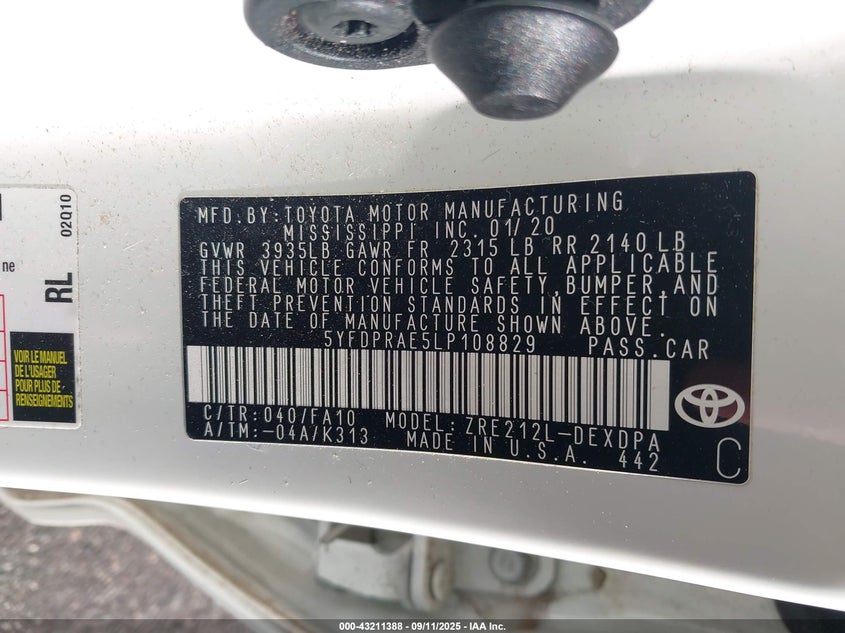 ne
RL
02Q10
VOIR LE MANUEL
DE L'USAGER
POUR PLUS DE
RENSEIGNEMENTS
MFD. BY: TOYOTA MOTOR MANUFACTURING
MISSISSIPPI INC. 01/20
GVWR 3935LB GAWR FR 2315 LB RR 2140 LB
THIS VEHICLE CONFORMS TO ALL APPLICABLE
FEDERAL MOTOR VEHICLE SAFETY, BUMPER, AND
THEFT PREVENTION STANDARDS IN EFFECT ON
THE DATE OF MANUFACTURE SHOWN ABOVE.
5YFDPRAE5LP108829 PASS.CAR
C/TR: 040/FA10 MODEL: ZRE212L-DEXDPA
A/TM: -04A/K313 MADE IN U.S.A. 442
C
000-43211388 - 09/11/2025 - IAA Inc.